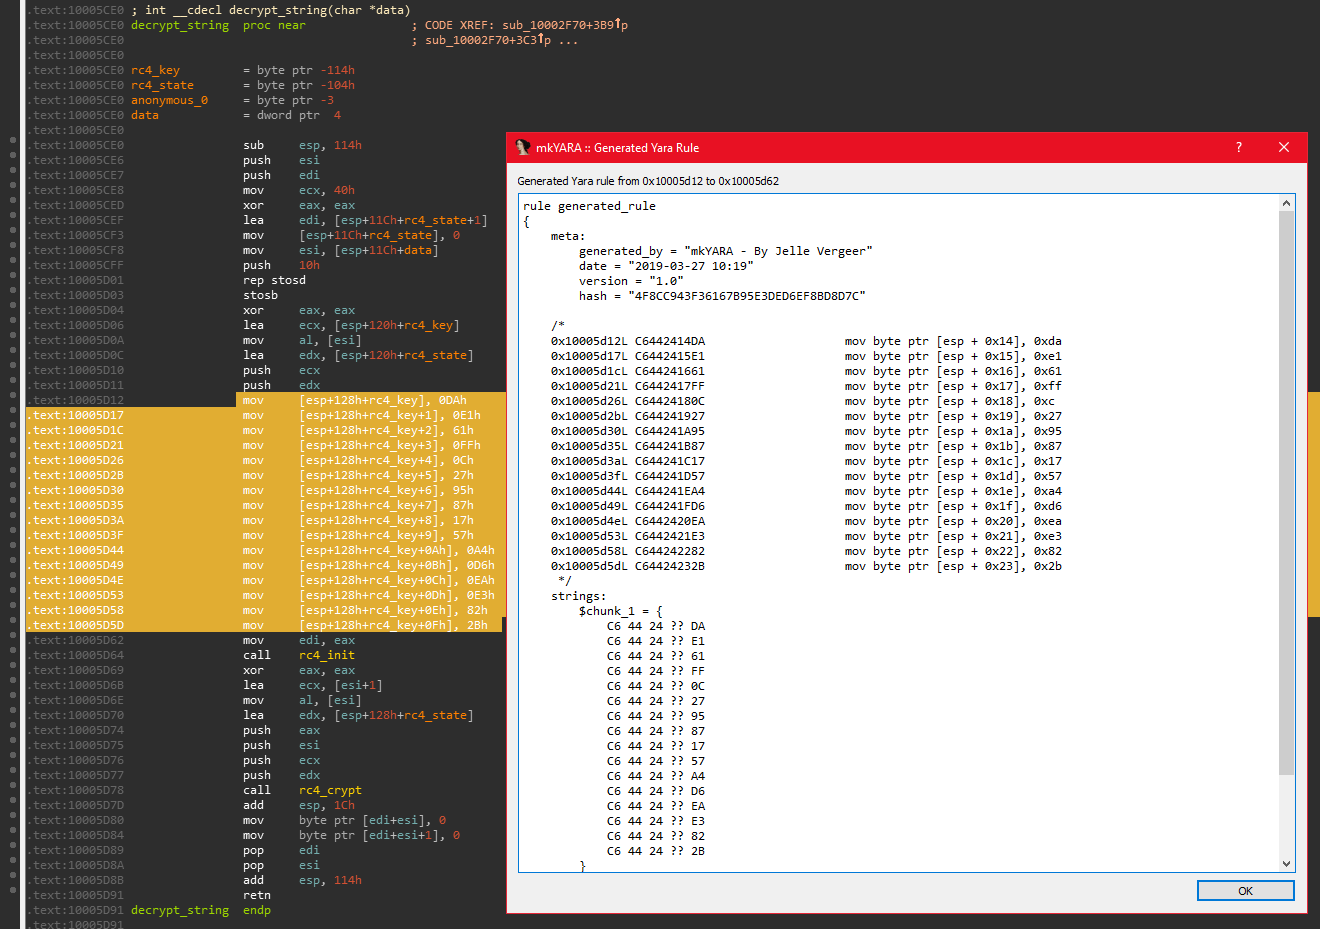 .text:10005CE0 ; int __cdecl decrypt_string(char *data)
.text:10005CE0 decrypt_string  proc near               ; CODE XREF: sub_10002F70+3B9↑p
.text:10005CE0                                         ; sub_10002F70+3C3↑p ...
.text:10005CE0
.text:10005CE0 rc4_key         = byte ptr -114h
.text:10005CE0 rc4_state       = byte ptr -104h
.text:10005CE0 anonymous_0     = byte ptr -3
.text:10005CE0 data            = dword ptr  4
.text:10005CE0
.text:10005CE0                 sub     esp, 114h
.text:10005CE6                 push    esi
.text:10005CE7                 push    edi
.text:10005CE8                 mov     ecx, 40h
.text:10005CED                 xor     eax, eax
.text:10005CEF                 lea     edi, [esp+11Ch+rc4_state+1]
.text:10005CF3                 mov     [esp+11Ch+rc4_state], 0
.text:10005CF8                 mov     esi, [esp+11Ch+data]
.text:10005CFF                 push    10h
.text:10005D01                 rep stosd
.text:10005D03                 stosb
.text:10005D04                 xor     eax, eax
.text:10005D06                 lea     ecx, [esp+120h+rc4_key]
.text:10005D0A                 mov     al, [esi]
.text:10005D0C                 lea     edx, [esp+120h+rc4_state]
.text:10005D10                 push    ecx
.text:10005D11                 push    edx
.text:10005D12                 mov     [esp+128h+rc4_key], 0DAh
.text:10005D17                 mov     [esp+128h+rc4_key+1], 0E1h
.text:10005D1C                 mov     [esp+128h+rc4_key+2], 61h
.text:10005D21                 mov     [esp+128h+rc4_key+3], 0FFh
.text:10005D26                 mov     [esp+128h+rc4_key+4], 0Ch
.text:10005D2B                 mov     [esp+128h+rc4_key+5], 27h
.text:10005D30                 mov     [esp+128h+rc4_key+6], 95h
.text:10005D35                 mov     [esp+128h+rc4_key+7], 87h
.text:10005D3A                 mov     [esp+128h+rc4_key+8], 17h
.text:10005D3F                 mov     [esp+128h+rc4_key+9], 57h
.text:10005D44                 mov     [esp+128h+rc4_key+0Ah], 0A4h
.text:10005D49                 mov     [esp+128h+rc4_key+0Bh], 0D6h
.text:10005D4E                 mov     [esp+128h+rc4_key+0Ch], 0EAh
.text:10005D53                 mov     [esp+128h+rc4_key+0Dh], 0E3h
.text:10005D58                 mov     [esp+128h+rc4_key+0Eh], 82h
.text:10005D5D                 mov     [esp+128h+rc4_key+0Fh], 2Bh
.text:10005D62                 mov     edi, eax
.text:10005D64                 call    rc4_init
.text:10005D69                 xor     eax, eax
.text:10005D6B                 lea     ecx, [esi+1]
.text:10005D6E                 mov     al, [esi]
.text:10005D70                 lea     edx, [esp+128h+rc4_state]
.text:10005D74                 push    eax
.text:10005D75                 push    esi
.text:10005D76                 push    ecx
.text:10005D77                 push    edx
.text:10005D78                 call    rc4_crypt
.text:10005D7D                 add     esp, 1Ch
.text:10005D80                 mov     byte ptr [edi+esi], 0
.text:10005D84                 mov     byte ptr [edi+esi+1], 0
.text:10005D89                 pop     edi
.text:10005D8A                 pop     esi
.text:10005D8B                 add     esp, 114h
.text:10005D91                 retn
.text:10005D91 decrypt_string  endp
.text:10005D91
mkYARA :: Generated Yara Rule
Generated Yara rule from 0x10005d12 to 0x10005d62
rule generated_rule
{
    meta:
        generated_by = "mkYARA - By Jelle Vergeer"
        date = "2019-03-27 10:19"
        version = "1.0"
        hash = "4F8CC943F36167B95E3DED6EF8BD8D7C"
    /*
    0x10005d12L C6442414DA                    mov byte ptr [esp + 0x14], 0xda
    0x10005d17L C6442415E1                    mov byte ptr [esp + 0x15], 0xe1
    0x10005d1cL C644241661                    mov byte ptr [esp + 0x16], 0x61
    0x10005d21L C6442417FF                    mov byte ptr [esp + 0x17], 0xff
    0x10005d26L C64424180C                    mov byte ptr [esp + 0x18], 0xc
    0x10005d2bL C644241927                    mov byte ptr [esp + 0x19], 0x27
    0x10005d30L C644241A95                    mov byte ptr [esp + 0x1a], 0x95
    0x10005d35L C644241B87                    mov byte ptr [esp + 0x1b], 0x87
    0x10005d3aL C644241C17                    mov byte ptr [esp + 0x1c], 0x17
    0x10005d3fL C644241D57                    mov byte ptr [esp + 0x1d], 0x57
    0x10005d44L C644241EA4                    mov byte ptr [esp + 0x1e], 0xa4
    0x10005d49L C644241FD6                    mov byte ptr [esp + 0x1f], 0xd6
    0x10005d4eL C6442420EA                    mov byte ptr [esp + 0x20], 0xea
    0x10005d53L C6442421E3                    mov byte ptr [esp + 0x21], 0xe3
    0x10005d58L C644242282                    mov byte ptr [esp + 0x22], 0x82
    0x10005d5dL C64424232B                    mov byte ptr [esp + 0x23], 0x2b
     */
    strings:
        $chunk_1 = {
            C6 44 24 ?? DA
            C6 44 24 ?? E1
            C6 44 24 ?? 61
            C6 44 24 ?? FF
            C6 44 24 ?? 0C
            C6 44 24 ?? 27
            C6 44 24 ?? 95
            C6 44 24 ?? 87
            C6 44 24 ?? 17
            C6 44 24 ?? 57
            C6 44 24 ?? A4
            C6 44 24 ?? D6
            C6 44 24 ?? EA
            C6 44 24 ?? E3
            C6 44 24 ?? 82
            C6 44 24 ?? 2B
        }
OK